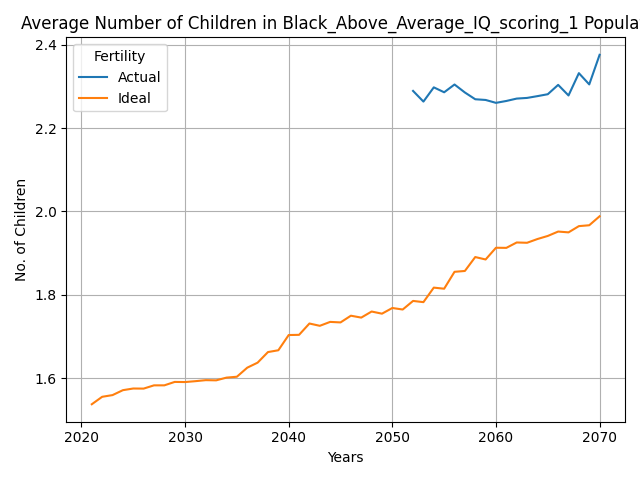 Average Number of Children in Black_Above_Average_IQ_scoring_1 Popula
2.4
2.2
2.0
1.8
1.6
No. of Children
Fertility
Actual
Ideal
2020 2030 2040 2050 2060 2070
Years